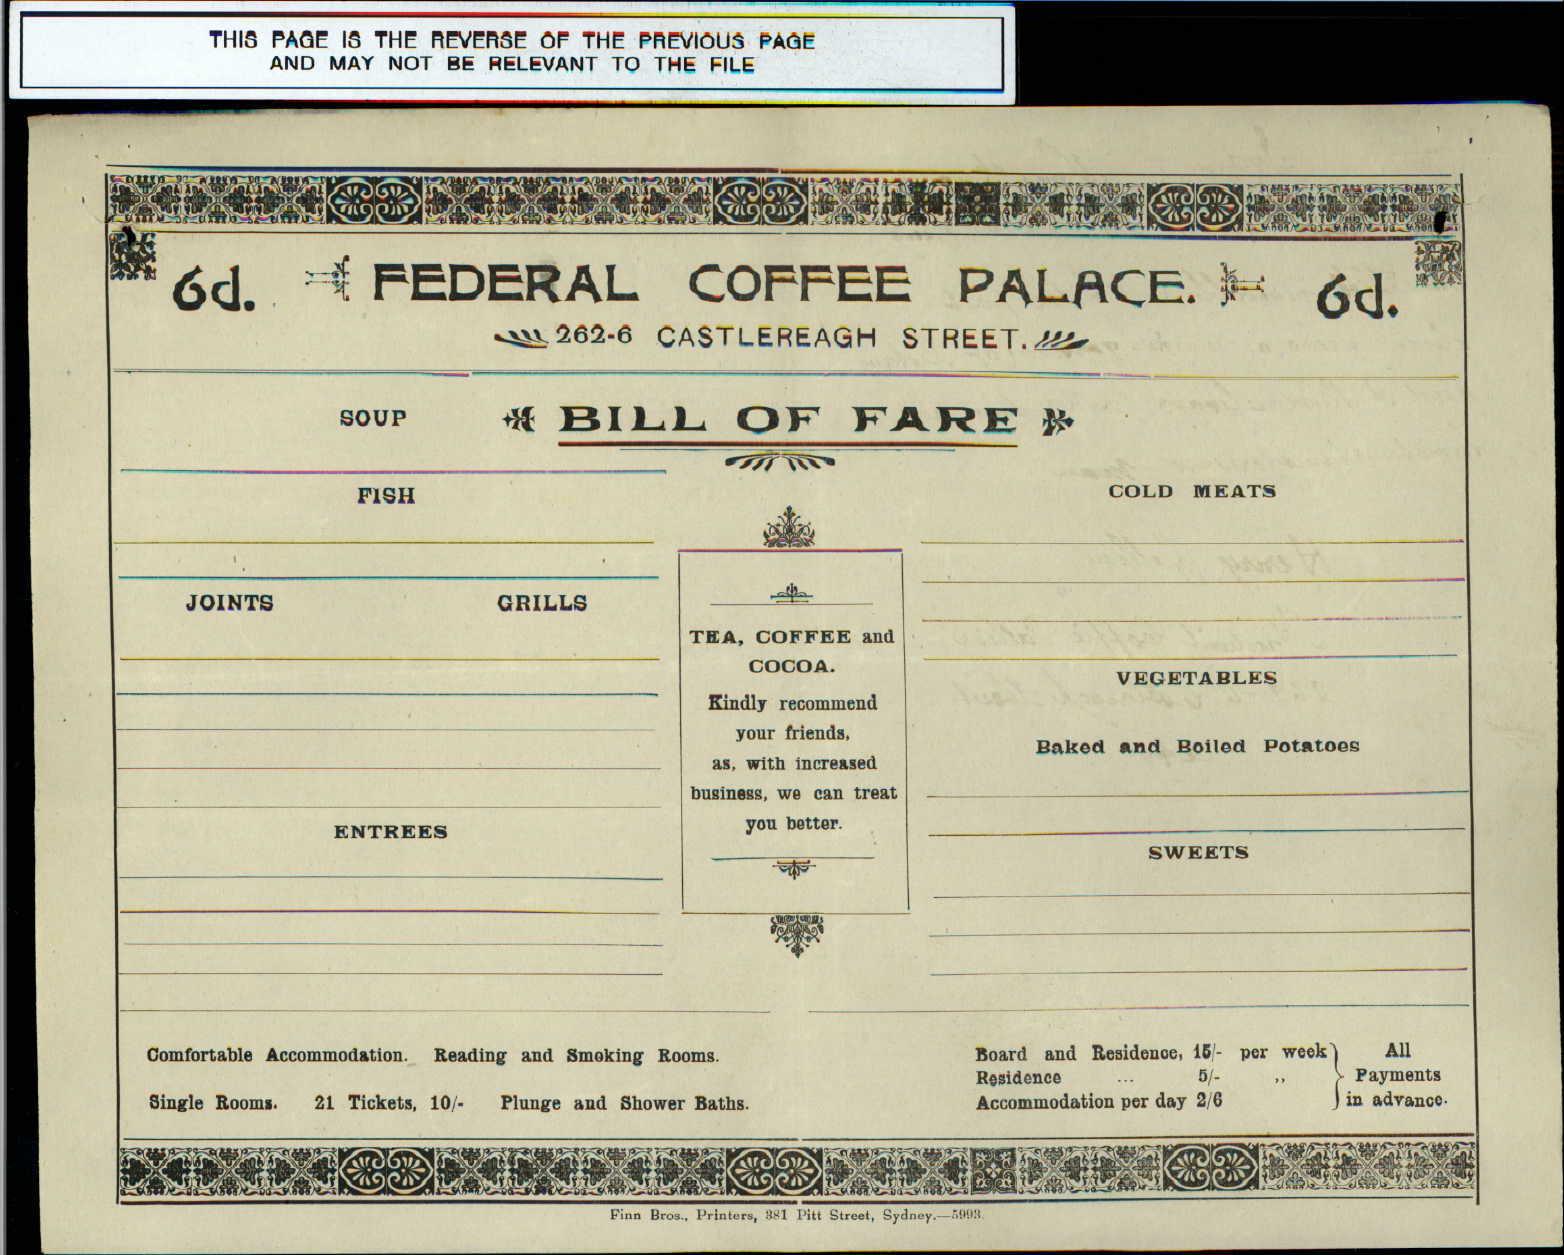 THIS PAGE IS THE REVERSE OF THE PREVIOUS PAGE
AND MAY NOT BE RELEVANT TO THE FILE
6d. FEDERAL COFFEE PALACE. 6d.
262-6 CASTLEREAGH STREET.
SOUP
BILL OF FARE
FISH
JOINTS GRILLS
ENTREES
TEA, COFFEE and
COCOA.
Kindly recommend
your friends,
as, with increased
business, we can treat
you better.
COLD MEATS
VEGETABLES
Baked and Boiled Potatoes
SWEETS
Comfortable Accommodation. Reading and Smoking Rooms.
Single Rooms. 21 Tickets, 10/- Plunge and Shower Baths.
Board and Residence, 15/- per week
Residence ... 5/- ,,
Accommodation per day 2/6
All
Payments
in advance.
Finn Bros., Printers, 381 Pitt Street, Sydney.—5993.